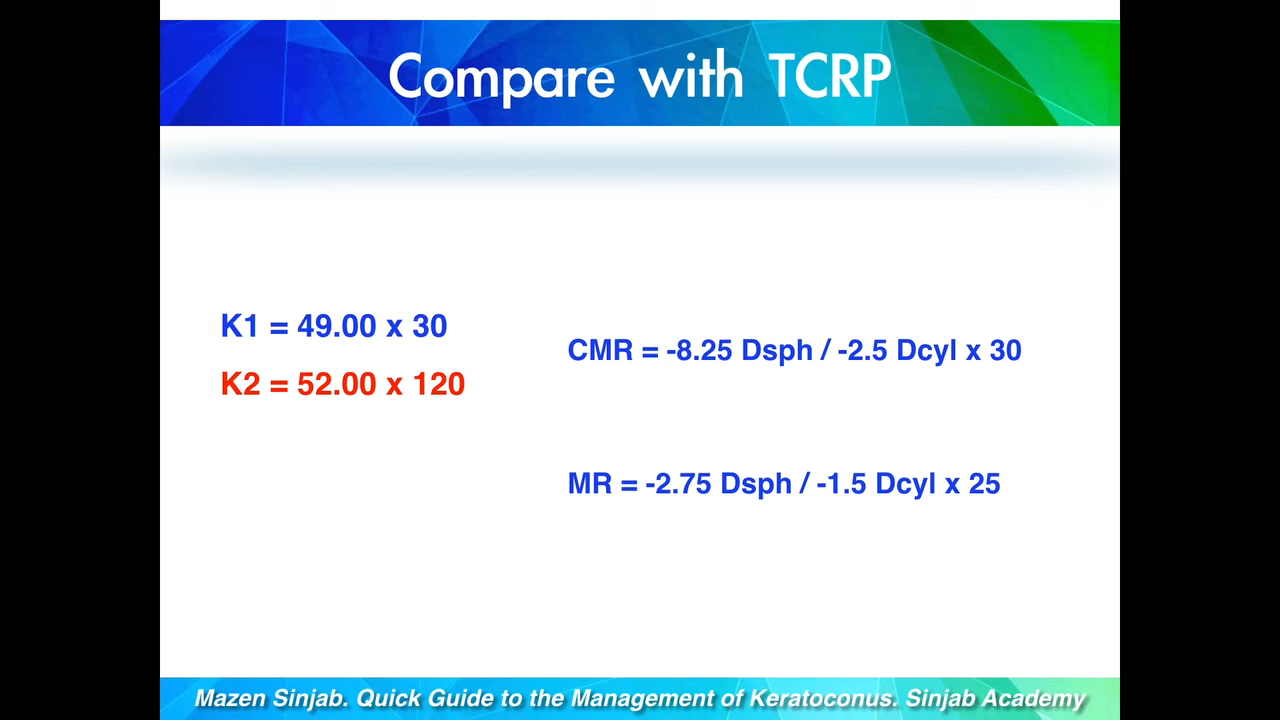 Compare with TCRP
K1 = 49.00 x 30
K2 = 52.00 x 120
CMR = -8.25 Dsph / -2.5 Dcyl x 30
MR = -2.75 Dsph / -1.5 Dcyl x 25
Mazen Sinjab. Quick Guide to the Management of Keratoconus. Sinjab Academy